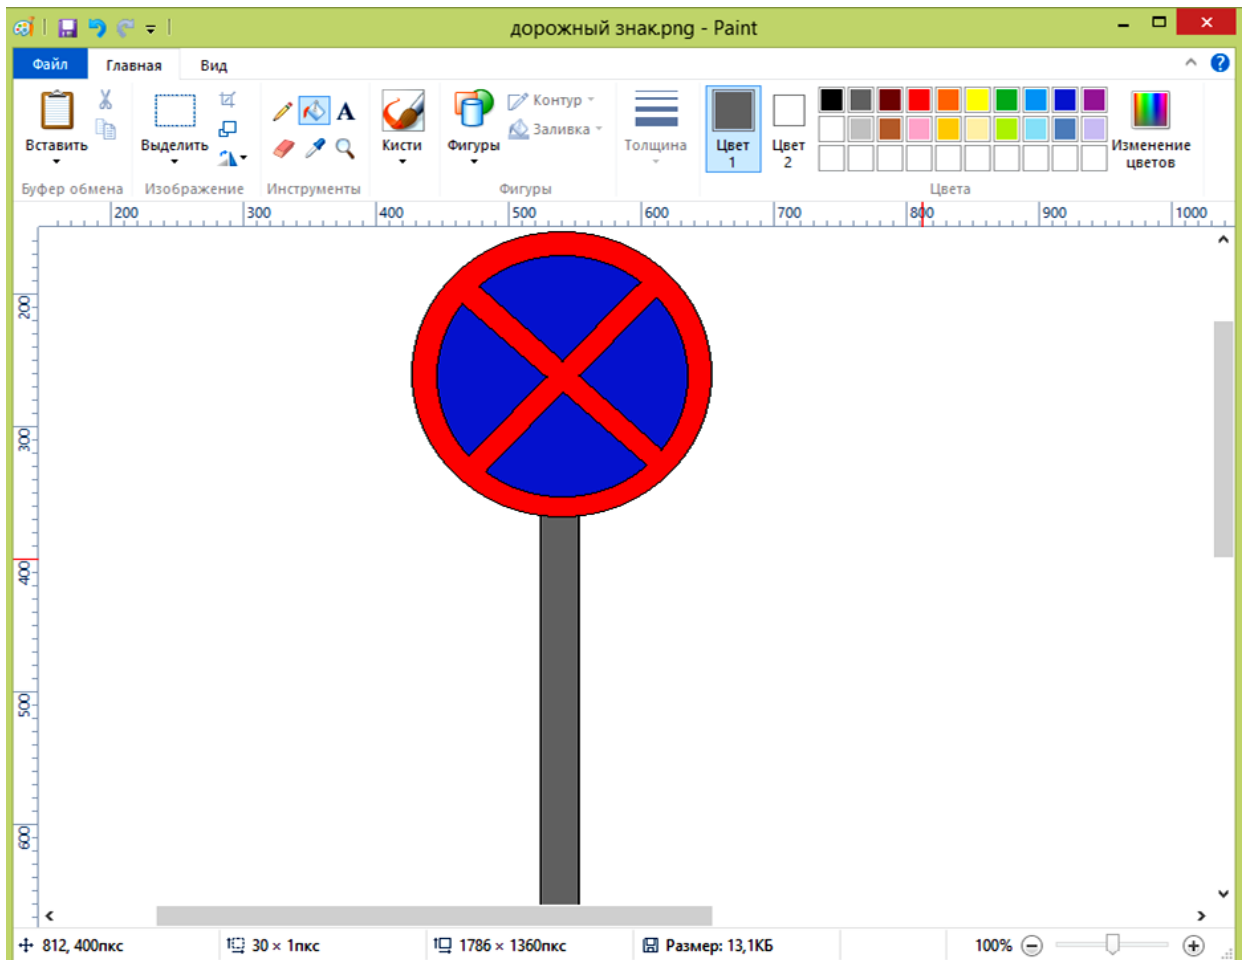 дорожный знак.png - Paint
Файл Главная Вид
Вставить
Выделить
Кисти
Фигуры
Контур
Заливка
Толщина
Цвет 1
Цвет 2
Изменение цветов
Буфер обмена Изображение Инструменты Фигуры Цвета
200 300 400 500 600 700 800 900 1000
200
300
400
500
600
812, 400пкс 30 × 1пкс 1786 × 1360пкс Размер: 13,1КБ 100%